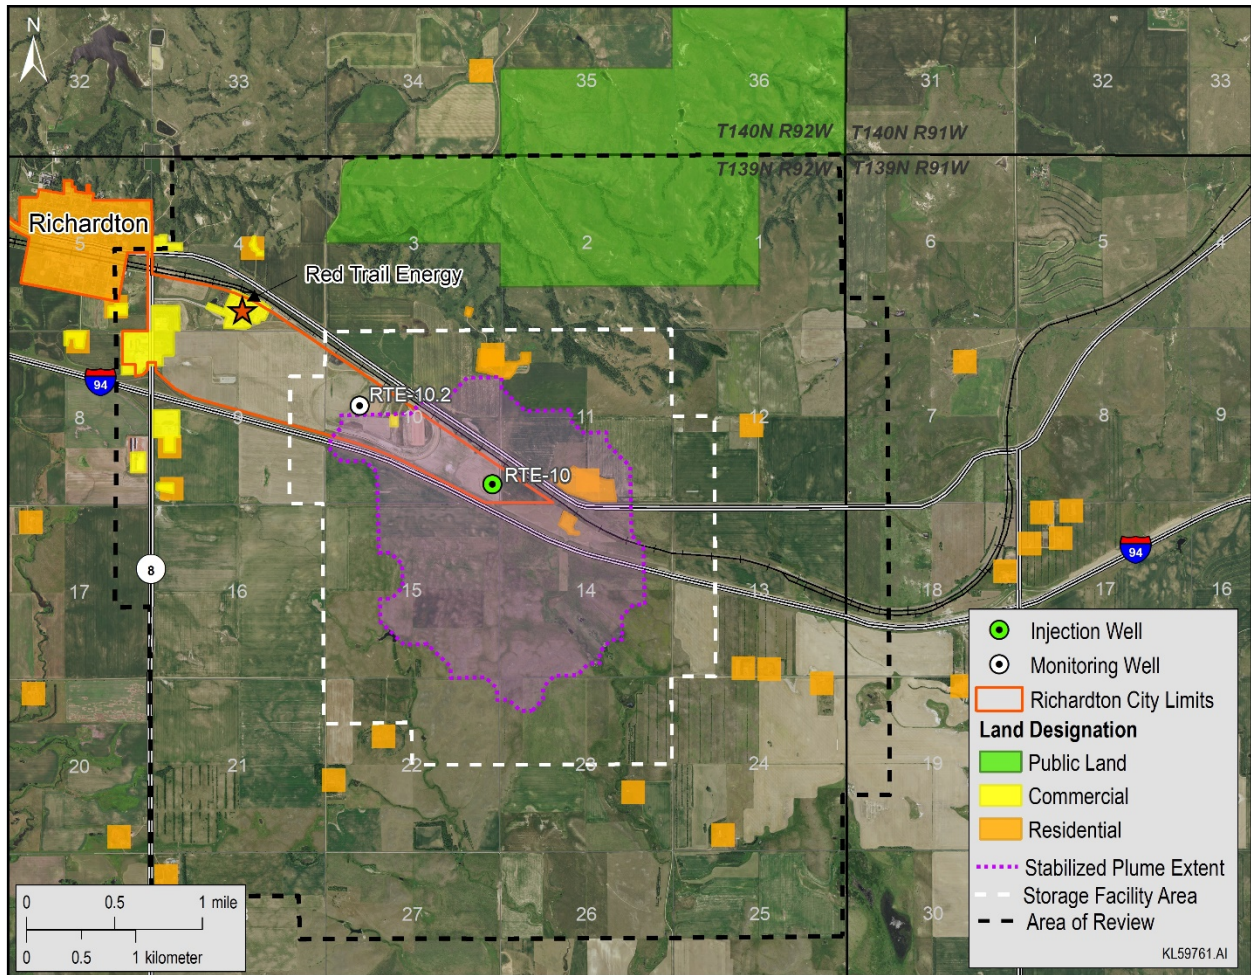 N
32
33
34
35
36
31
32
33
T140N R92W
T140N R91W
T139N R92W
T139N R91W
Richardton
5
4
3
2
1
6
5
4
Red Trail Energy
94
8
9
RTE-10.2
10
11
12
7
8
9
RTE-10
94
8
17
16
15
14
13
18
17
16
20
21
22
23
24
19
27
26
25
30
Injection Well
Monitoring Well
Richardton City Limits
Land Designation
Public Land
Commercial
Residential
Stabilized Plume Extent
Storage Facility Area
Area of Review
KL59761.AI
0 0.5 1 mile
0 0.5 1 kilometer